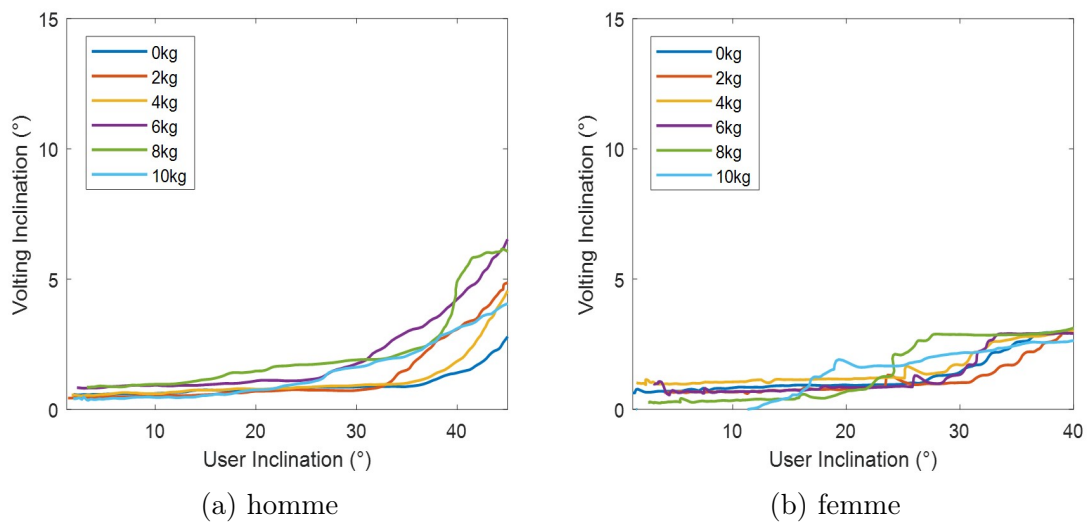 15
10
5
0
Volting Inclination (°)
0kg
2kg
4kg
6kg
8kg
10kg
10
20
30
40
User Inclination (°)
(a) homme
15
10
5
0
Volting Inclination (°)
0kg
2kg
4kg
6kg
8kg
10kg
10
20
30
40
User Inclination (°)
(b) femme